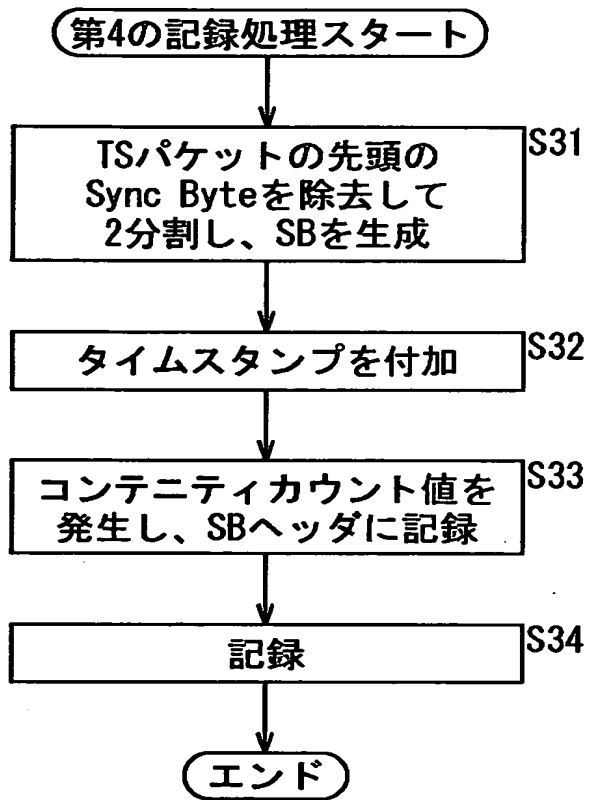 第4の記録処理スタート
TSパケットの先頭の
Sync Byteを除去して
2分割し、SBを生成
S31
タイムスタンプを付加
S32
コンテニティカウント値を
発生し、SBヘッダに記録
S33
記録
S34
エンド